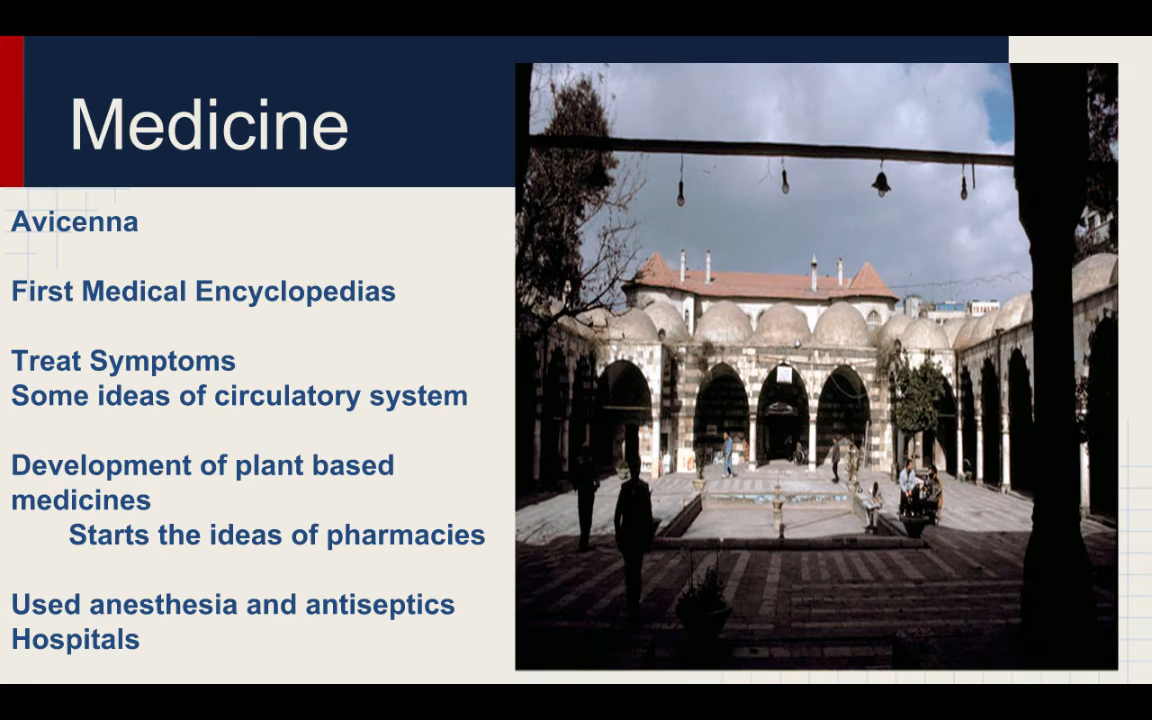 Medicine
Avicenna
First Medical Encyclopedias
Treat Symptoms
Some ideas of circulatory system
Development of plant based
medicines
Starts the ideas of pharmacies
Used anesthesia and antiseptics
Hospitals